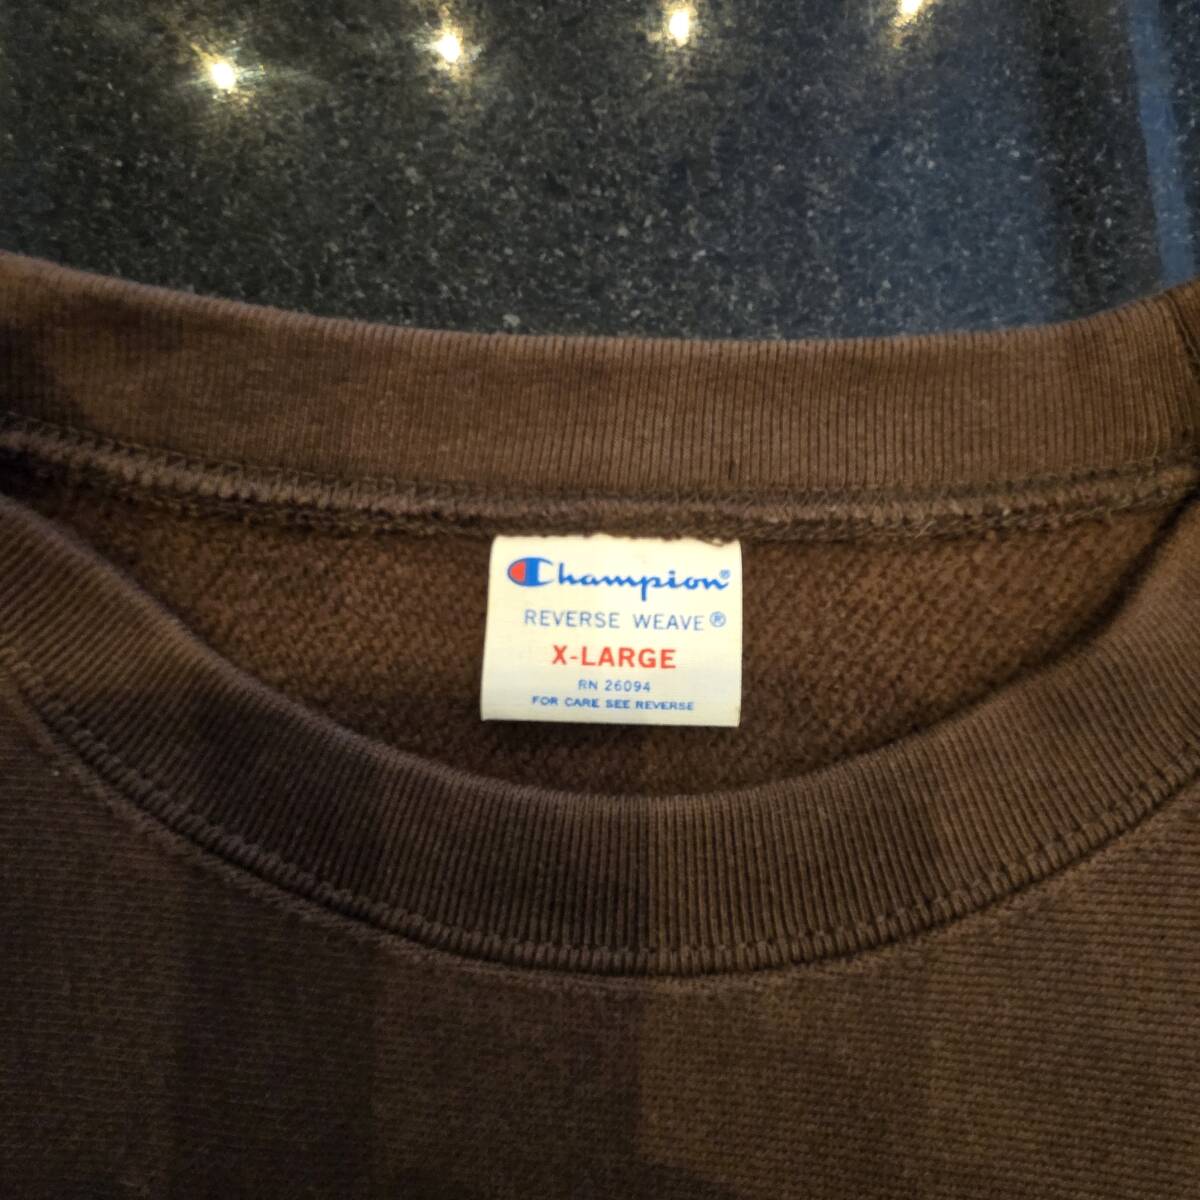 Champion®
REVERSE WEAVE®
X-LARGE
RN 26094
FOR CARE SEE REVERSE